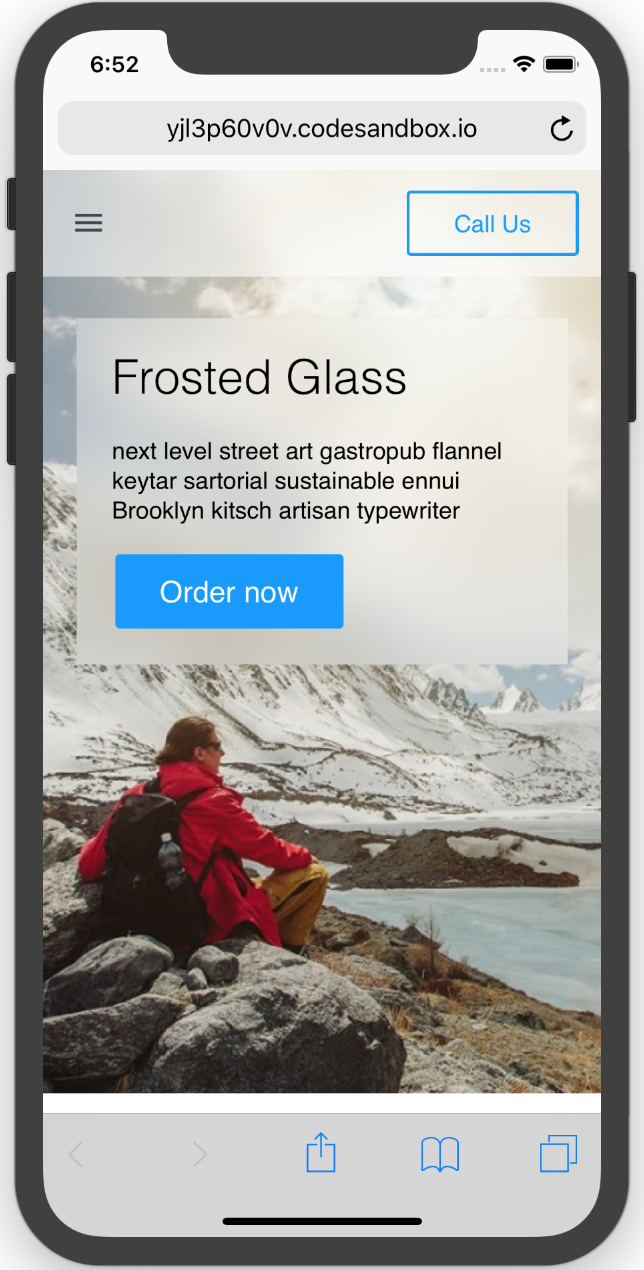 6:52
yjl3p60v0v.codesandbox.io
Call Us
Frosted Glass
next level street art gastropub flannel
keytar sartorial sustainable ennui
Brooklyn kitsch artisan typewriter
Order now